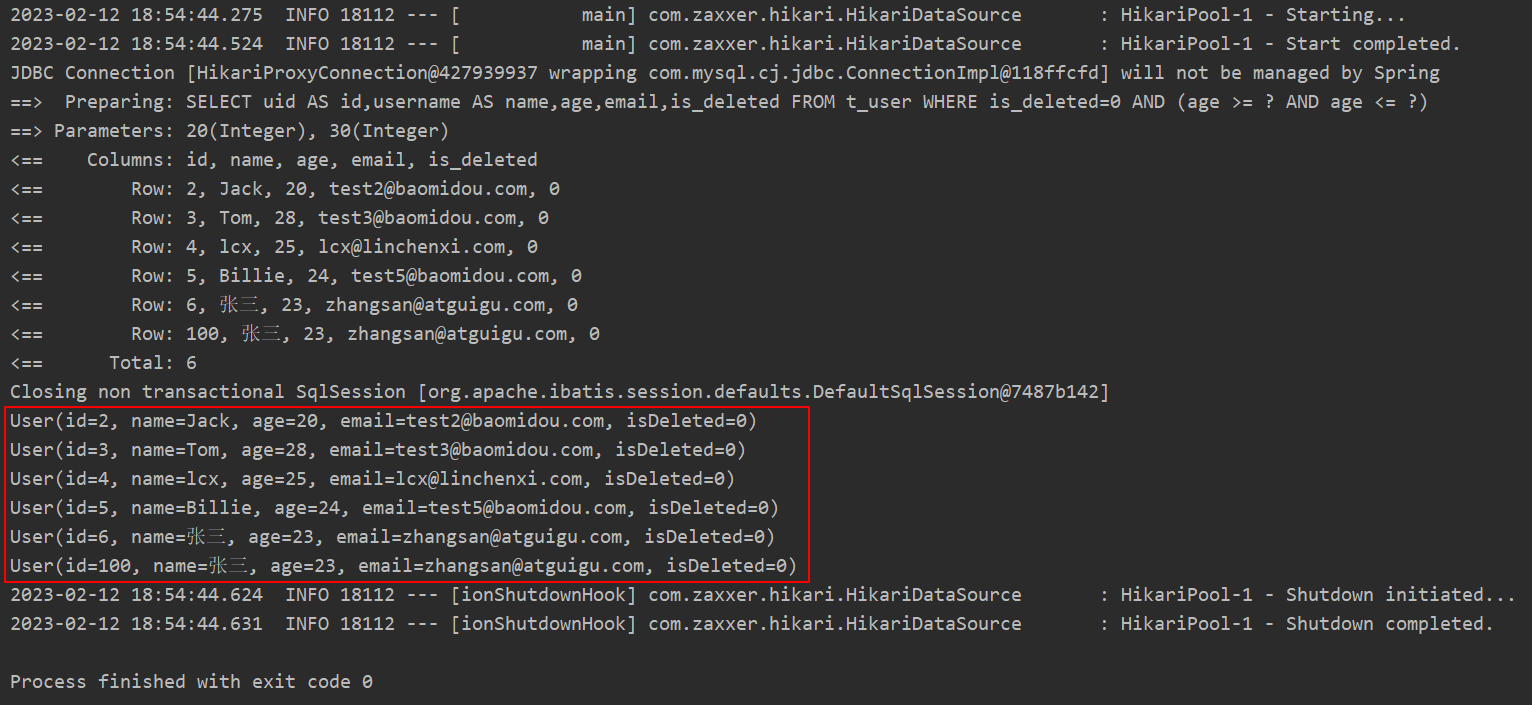 2023-02-12 18:54:44.275  INFO 18112 --- [           main] com.zaxxer.hikari.HikariDataSource       : HikariPool-1 - Starting...
2023-02-12 18:54:44.524  INFO 18112 --- [           main] com.zaxxer.hikari.HikariDataSource       : HikariPool-1 - Start completed.
JDBC Connection [HikariProxyConnection@427939937 wrapping com.mysql.cj.jdbc.ConnectionImpl@118ffcfd] will not be managed by Spring
==>  Preparing: SELECT uid AS id,username AS name,age,email,is_deleted FROM t_user WHERE is_deleted=0 AND (age >= ? AND age <= ?)
==> Parameters: 20(Integer), 30(Integer)
<==    Columns: id, name, age, email, is_deleted
<==        Row: 2, Jack, 20, test2@baomidou.com, 0
<==        Row: 3, Tom, 28, test3@baomidou.com, 0
<==        Row: 4, lcx, 25, lcx@linchenxi.com, 0
<==        Row: 5, Billie, 24, test5@baomidou.com, 0
<==        Row: 6, 张三, 23, zhangsan@atguigu.com, 0
<==        Row: 100, 张三, 23, zhangsan@atguigu.com, 0
<==      Total: 6
Closing non transactional SqlSession [org.apache.ibatis.session.defaults.DefaultSqlSession@7487b142]
User(id=2, name=Jack, age=20, email=test2@baomidou.com, isDeleted=0)
User(id=3, name=Tom, age=28, email=test3@baomidou.com, isDeleted=0)
User(id=4, name=lcx, age=25, email=lcx@linchenxi.com, isDeleted=0)
User(id=5, name=Billie, age=24, email=test5@baomidou.com, isDeleted=0)
User(id=6, name=张三, age=23, email=zhangsan@atguigu.com, isDeleted=0)
User(id=100, name=张三, age=23, email=zhangsan@atguigu.com, isDeleted=0)
2023-02-12 18:54:44.624  INFO 18112 --- [ionShutdownHook] com.zaxxer.hikari.HikariDataSource       : HikariPool-1 - Shutdown initiated...
2023-02-12 18:54:44.631  INFO 18112 --- [ionShutdownHook] com.zaxxer.hikari.HikariDataSource       : HikariPool-1 - Shutdown completed.
Process finished with exit code 0